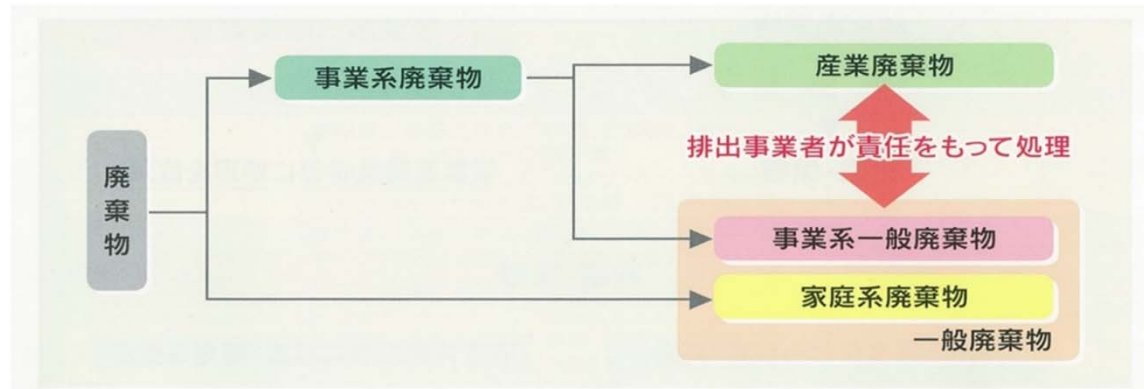 廃棄物
事業系廃棄物
産業廃棄物
排出事業者が責任をもって処理
事業系一般廃棄物
家庭系廃棄物
一般廃棄物